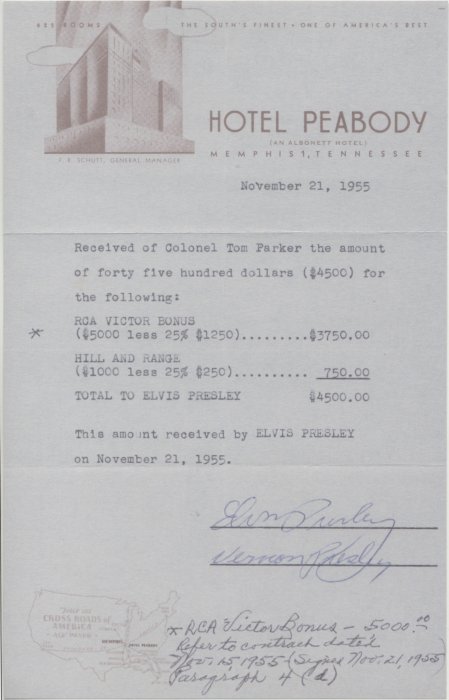 625 ROOMS THE SOUTH'S FINEST • ONE OF AMERICA'S BEST
HOTEL PEABODY
(AN ALBONETT HOTEL)
MEMPHIS 1, TENNESSEE
F. R. SCHUTT, GENERAL MANAGER
November 21, 1955
Received of Colonel Tom Parker the amount
of forty five hundred dollars ($4500) for
the following:
RCA VICTOR BONUS
* ($5000 less 25% $1250).........$3750.00
HILL AND RANGE
($1000 less 25% $250).......... 750.00
TOTAL TO ELVIS PRESLEY $4500.00
This amount received by ELVIS PRESLEY
on November 21, 1955.
Elvis Presley
Vernon Presley
CROSS ROADS OF
AMERICA
* RCA Victor Bonus – 5000.00
Refer to contract dated
Nov. 15, 1955 (Signed Nov. 21, 1955)
Paragraph 4 (d)